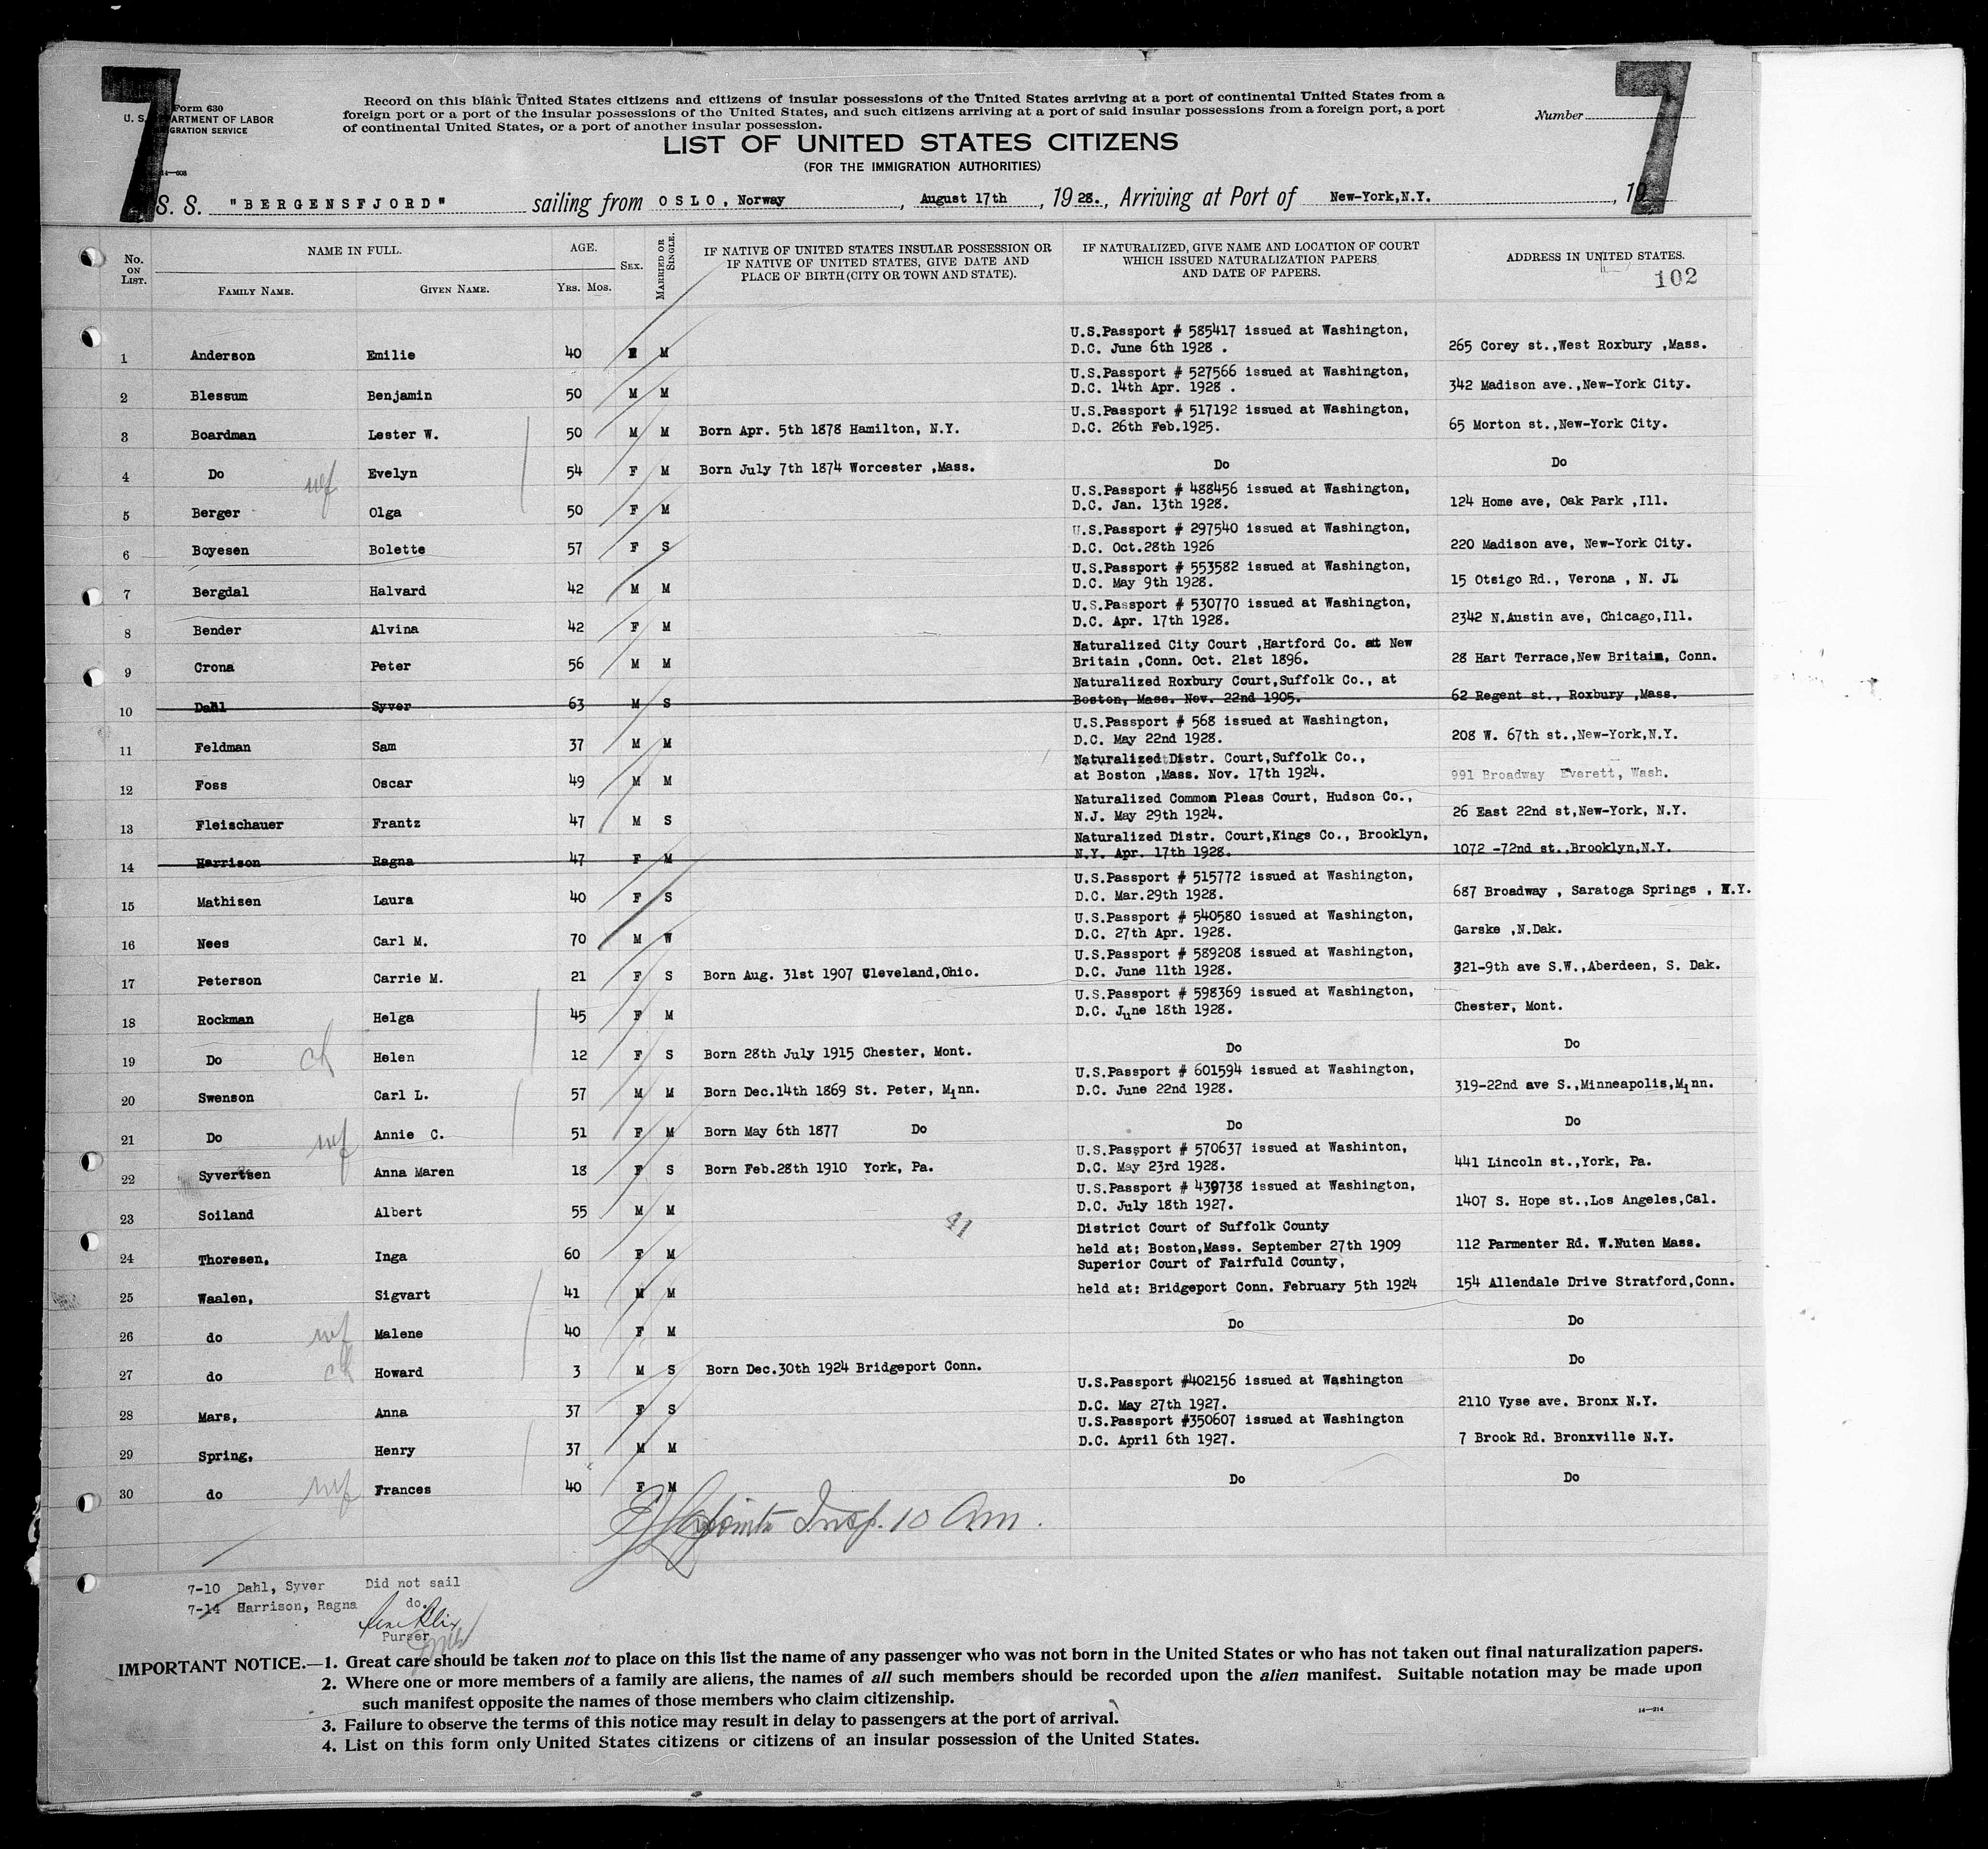 7
7
Form 630
U. S. DEPARTMENT OF LABOR
IMMIGRATION SERVICE
14—608
Record on this blank United States citizens and citizens of insular possessions of the United States arriving at a port of continental United States from a
foreign port or a port of the insular possessions of the United States, and such citizens arriving at a port of said insular possessions from a foreign port, a port
of continental United States, or a port of another insular possession.
Number
LIST OF UNITED STATES CITIZENS
(FOR THE IMMIGRATION AUTHORITIES)
S. S. "BERGENSFJORD" sailing from OSLO, Norway, August 17th, 1928., Arriving at Port of New-York,N.Y., 19
No. ON LIST. NAME IN FULL. FAMILY NAME. GIVEN NAME. AGE. Yrs. Mos. SEX. MARRIED OR SINGLE. IF NATIVE OF UNITED STATES INSULAR POSSESSION OR IF NATIVE OF UNITED STATES, GIVE DATE AND PLACE OF BIRTH (CITY OR TOWN AND STATE). IF NATURALIZED, GIVE NAME AND LOCATION OF COURT WHICH ISSUED NATURALIZATION PAPERS AND DATE OF PAPERS. ADDRESS IN UNITED STATES.
102
1 Anderson Emilie 40 F M U.S.Passport # 585417 issued at Washington, D.C. June 6th 1928 . 265 Corey st.,West Roxbury ,Mass.
2 Blessum Benjamin 50 M M U.S.Passport # 527566 issued at Washington, D.C. 14th Apr. 1928 . 342 Madison ave.,New-York City.
3 Boardman Lester W. 50 M M Born Apr. 5th 1878 Hamilton, N.Y. U.S.Passport # 517192 issued at Washington, D.C. 26th Feb.1925. 65 Morton st.,New-York City.
4 Do wf Evelyn 54 F M Born July 7th 1874 Worcester ,Mass. Do Do
5 Berger Olga 50 F M U.S.Passport # 488456 issued at Washington, D.C. Jan. 13th 1928. 124 Home ave, Oak Park ,Ill.
6 Boyesen Bolette 57 F S U.S.Passport # 297540 issued at Washington, D.C. Oct.28th 1926 220 Madison ave, New-York City.
7 Bergdal Halvard 42 M M U.S.Passport # 553582 issued at Washington, D.C. May 9th 1928. 15 Otsigo Rd., Verona , N. J.
8 Bender Alvina 42 F M U.S.Passport # 530770 issued at Washington, D.C. Apr. 17th 1928. 2342 N.Austin ave, Chicago,Ill.
9 Crona Peter 56 M M Naturalized City Court ,Hartford Co. at New Britain ,Conn. Oct. 21st 1896. 28 Hart Terrace,New Britain, Conn.
10 Dahl Syver 63 M S Naturalized Roxbury Court,Suffolk Co., at Boston, Mass. Nov. 22nd 1905. 62 Regent st., Roxbury ,Mass.
11 Feldman Sam 37 M M U.S.Passport # 568 issued at Washington, D.C. May 22nd 1928. 208 W. 67th st.,New-York,N.Y.
12 Foss Oscar 49 M M Naturalized Distr. Court,Suffolk Co., at Boston ,Mass. Nov. 17th 1924. 991 Broadway Everett, Wash.
13 Fleischauer Frantz 47 M S Naturalized Common Pleas Court, Hudson Co., N.J. May 29th 1924. 26 East 22nd st,New-York, N.Y.
14 Harrison Ragna 47 F M Naturalized Distr. Court,Kings Co., Brooklyn, N.Y. Apr. 17th 1928. 1072 -72nd st.,Brooklyn,N.Y.
15 Mathisen Laura 40 F S U.S.Passport # 515772 issued at Washington, D.C. Mar.29th 1928. 687 Broadway , Saratoga Springs , N.Y.
16 Nees Carl M. 70 M W U.S.Passport # 540580 issued at Washington, D.C. 27th Apr. 1928. Garske ,N.Dak.
17 Peterson Carrie M. 21 F S Born Aug. 31st 1907 Cleveland,Ohio. U.S.Passport # 589208 issued at Washington, D.C. June 11th 1928. 321-9th ave S.W.,Aberdeen, S. Dak.
18 Rockman Helga 45 F M U.S.Passport # 598369 issued at Washington, D.C. June 18th 1928. Chester, Mont.
19 Do ch Helen 12 F S Born 28th July 1915 Chester, Mont. Do Do
20 Swenson Carl L. 57 M M Born Dec.14th 1869 St. Peter, Minn. U.S.Passport # 601594 issued at Washington, D.C. June 22nd 1928. 319-22nd ave S.,Minneapolis,Minn.
21 Do wf Annie C. 51 F M Born May 6th 1877 Do Do Do
22 Syvertsen Anna Maren 18 F S Born Feb.28th 1910 York, Pa. U.S.Passport # 570637 issued at Washinton, D.C. May 23rd 1928. 441 Lincoln st.,York, Pa.
23 Soiland Albert 55 M M U.S.Passport # 439738 issued at Washington, D.C. July 18th 1927. 1407 S. Hope st.,Los Angeles,Cal.
41
24 Thoresen, Inga 60 F M District Court of Suffolk County held at: Boston,Mass. September 27th 1909 112 Parmenter Rd. W.Nuten Mass.
25 Waalen, Sigvart 41 M M Superior Court of Fairfuld County, held at: Bridgeport Conn. February 5th 1924 154 Allendale Drive Stratford,Conn.
26 do wf Malene 40 F M Do Do
27 do ch Howard 3 M S Born Dec.30th 1924 Bridgeport Conn. Do
28 Mars, Anna 37 F S U.S.Passport #402156 issued at Washington D.C. May 27th 1927. 2110 Vyse ave. Bronx N.Y.
29 Spring, Henry 37 M M U.S.Passport #350607 issued at Washington D.C. April 6th 1927. 7 Brook Rd. Bronxville N.Y.
30 do wf Frances 40 F M Do Do
Insp. 10 Am.
7-10 Dahl, Syver Did not sail
7-14 Harrison, Ragna do.
Purser
IMPORTANT NOTICE.—1. Great care should be taken not to place on this list the name of any passenger who was not born in the United States or who has not taken out final naturalization papers.
2. Where one or more members of a family are aliens, the names of all such members should be recorded upon the alien manifest. Suitable notation may be made upon
such manifest opposite the names of those members who claim citizenship.
3. Failure to observe the terms of this notice may result in delay to passengers at the port of arrival.
4. List on this form only United States citizens or citizens of an insular possession of the United States.
14—214